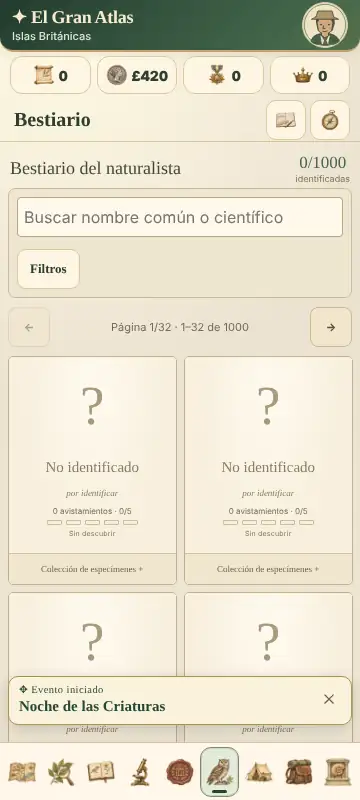 ✦ El Gran Atlas
Islas Británicas
0
£420
0
0
Bestiario
Bestiario del naturalista
0/1000
identificadas
Buscar nombre común o científico
Filtros
←
Página 1/32 · 1–32 de 1000
→
?
?
No identificado
No identificado
por identificar
por identificar
0 avistamientos · 0/5
0 avistamientos · 0/5
Sin descubrir
Sin descubrir
Colección de especímenes +
Colección de especímenes +
?
?
✥ Evento iniciado
Noche de las Criaturas
×
por identificar
por identificar